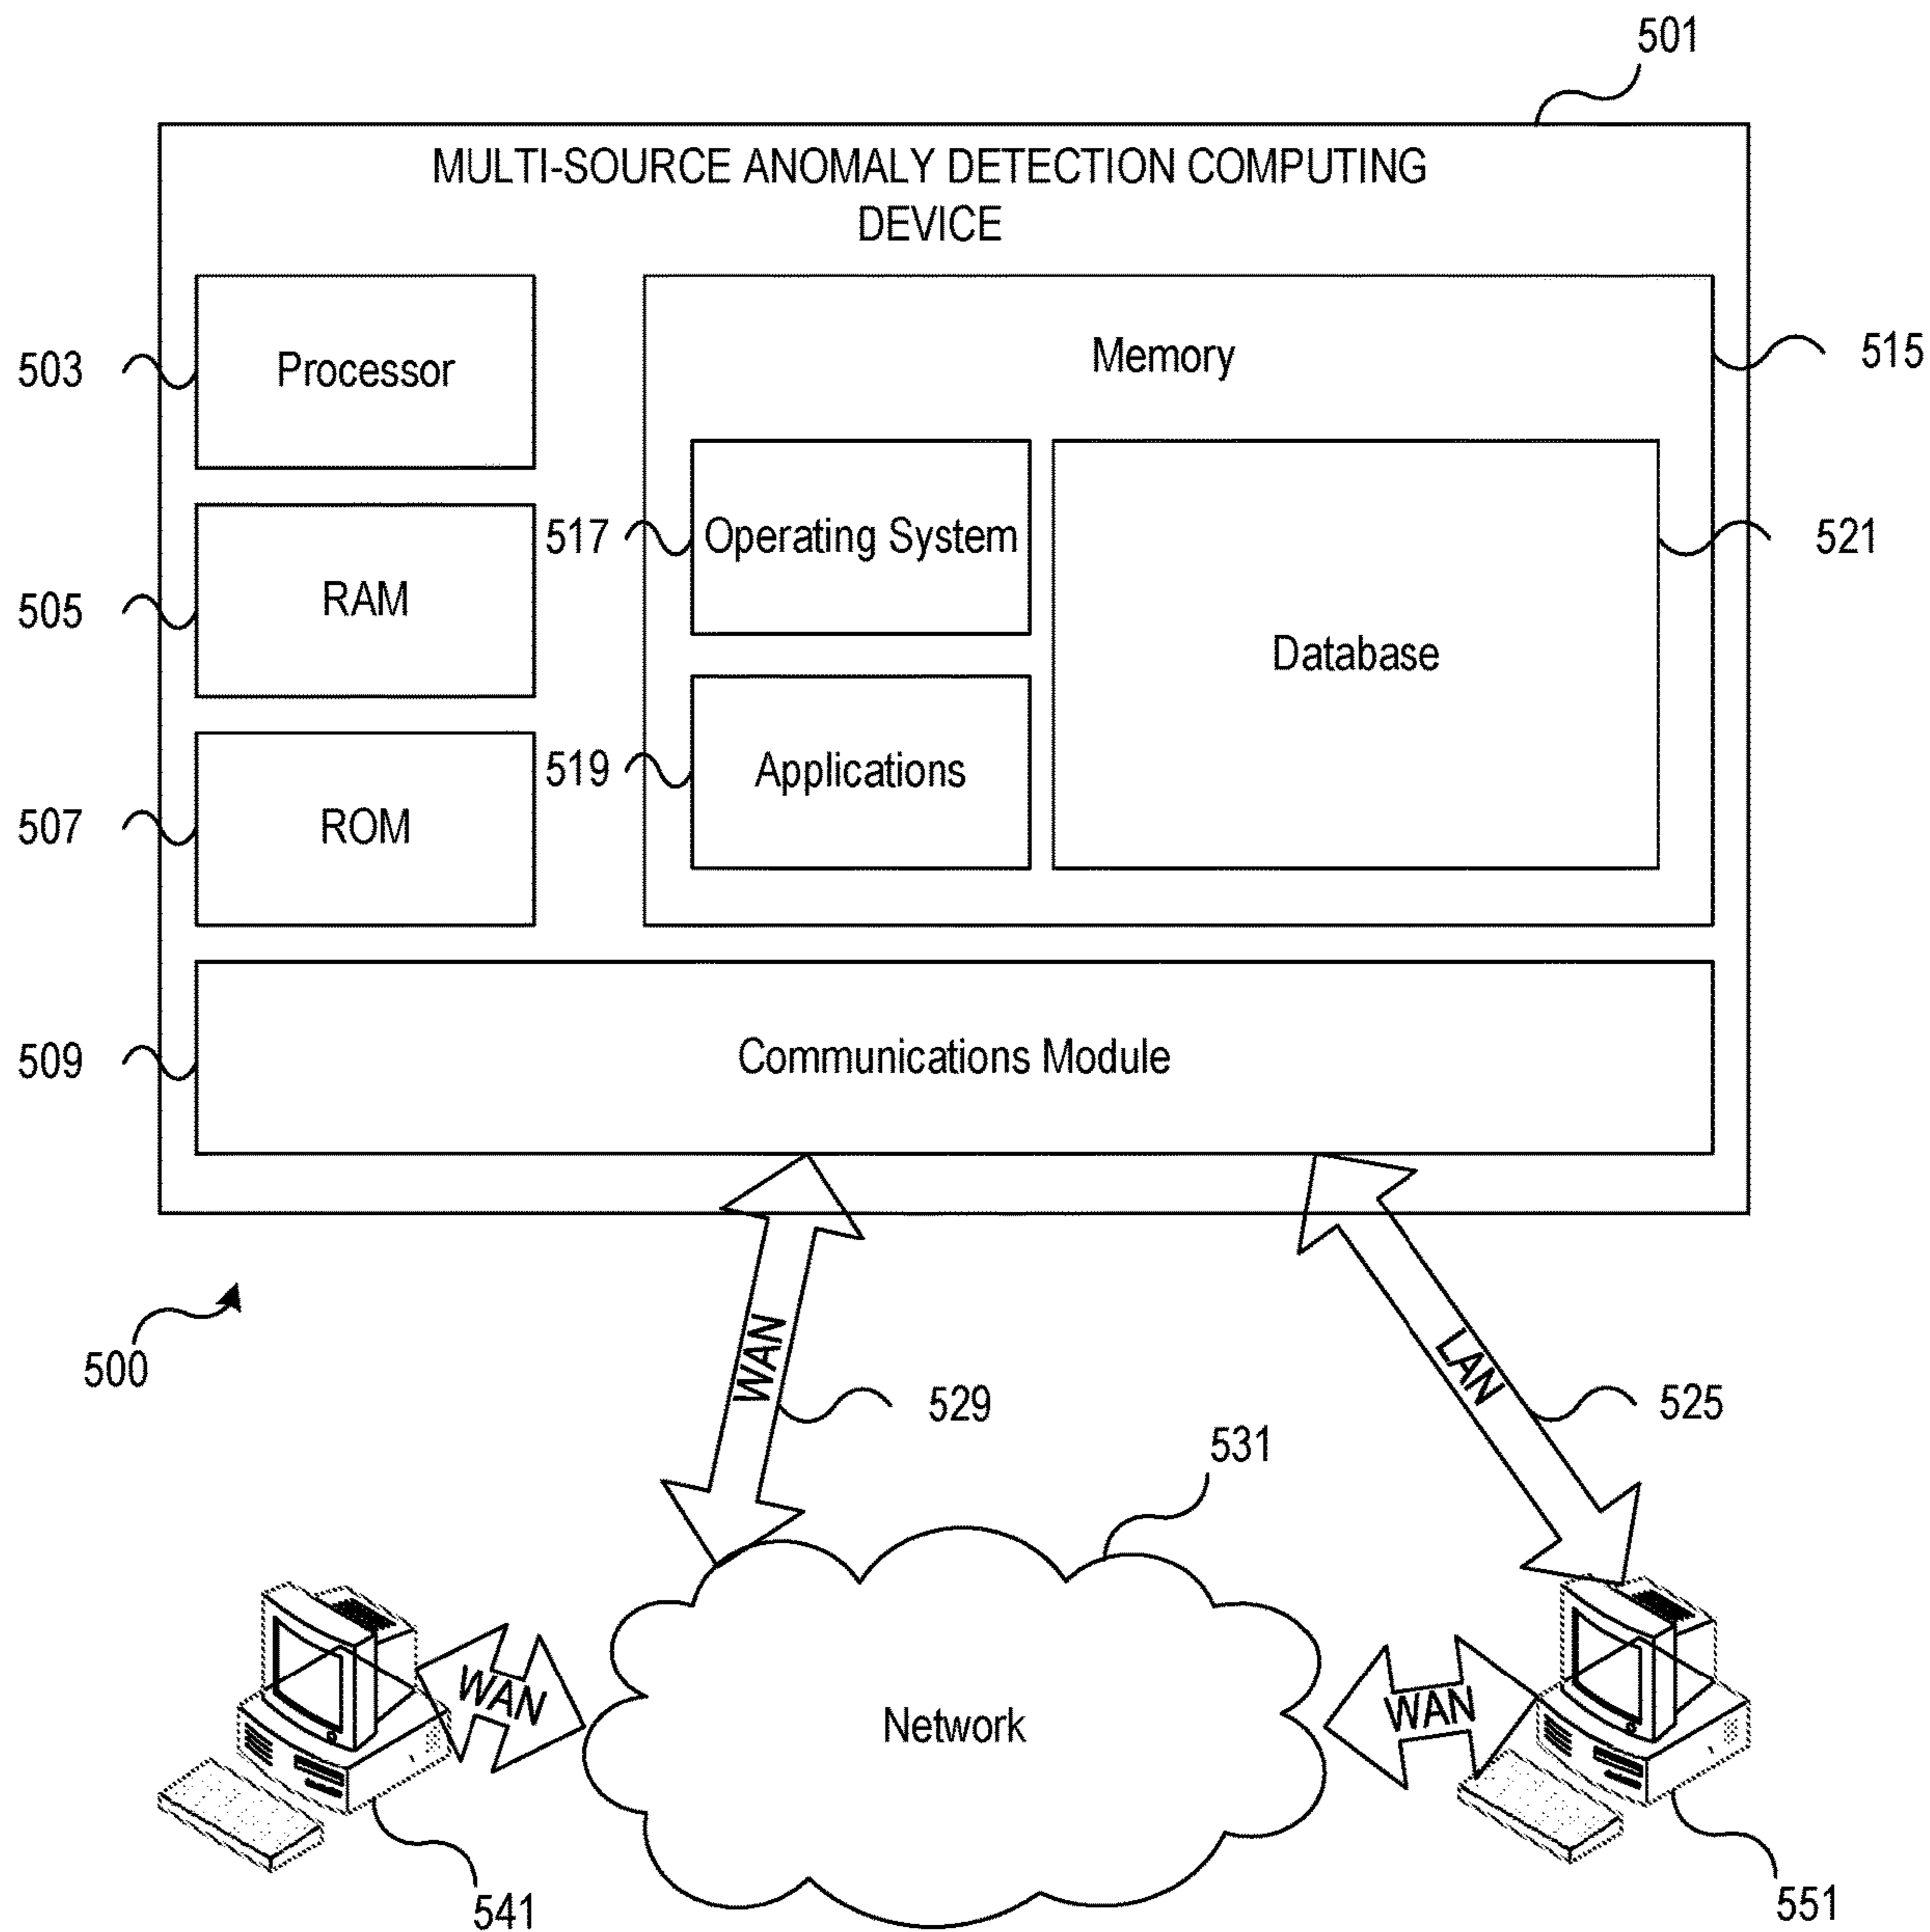 501
MULTI-SOURCE ANOMALY DETECTION COMPUTING
DEVICE
503
Processor
Memory
515
517
Operating System
521
505
RAM
Database
519
Applications
507
ROM
509
Communications Module
500
WAN
529
LAN
525
531
WAN
Network
WAN
541
551